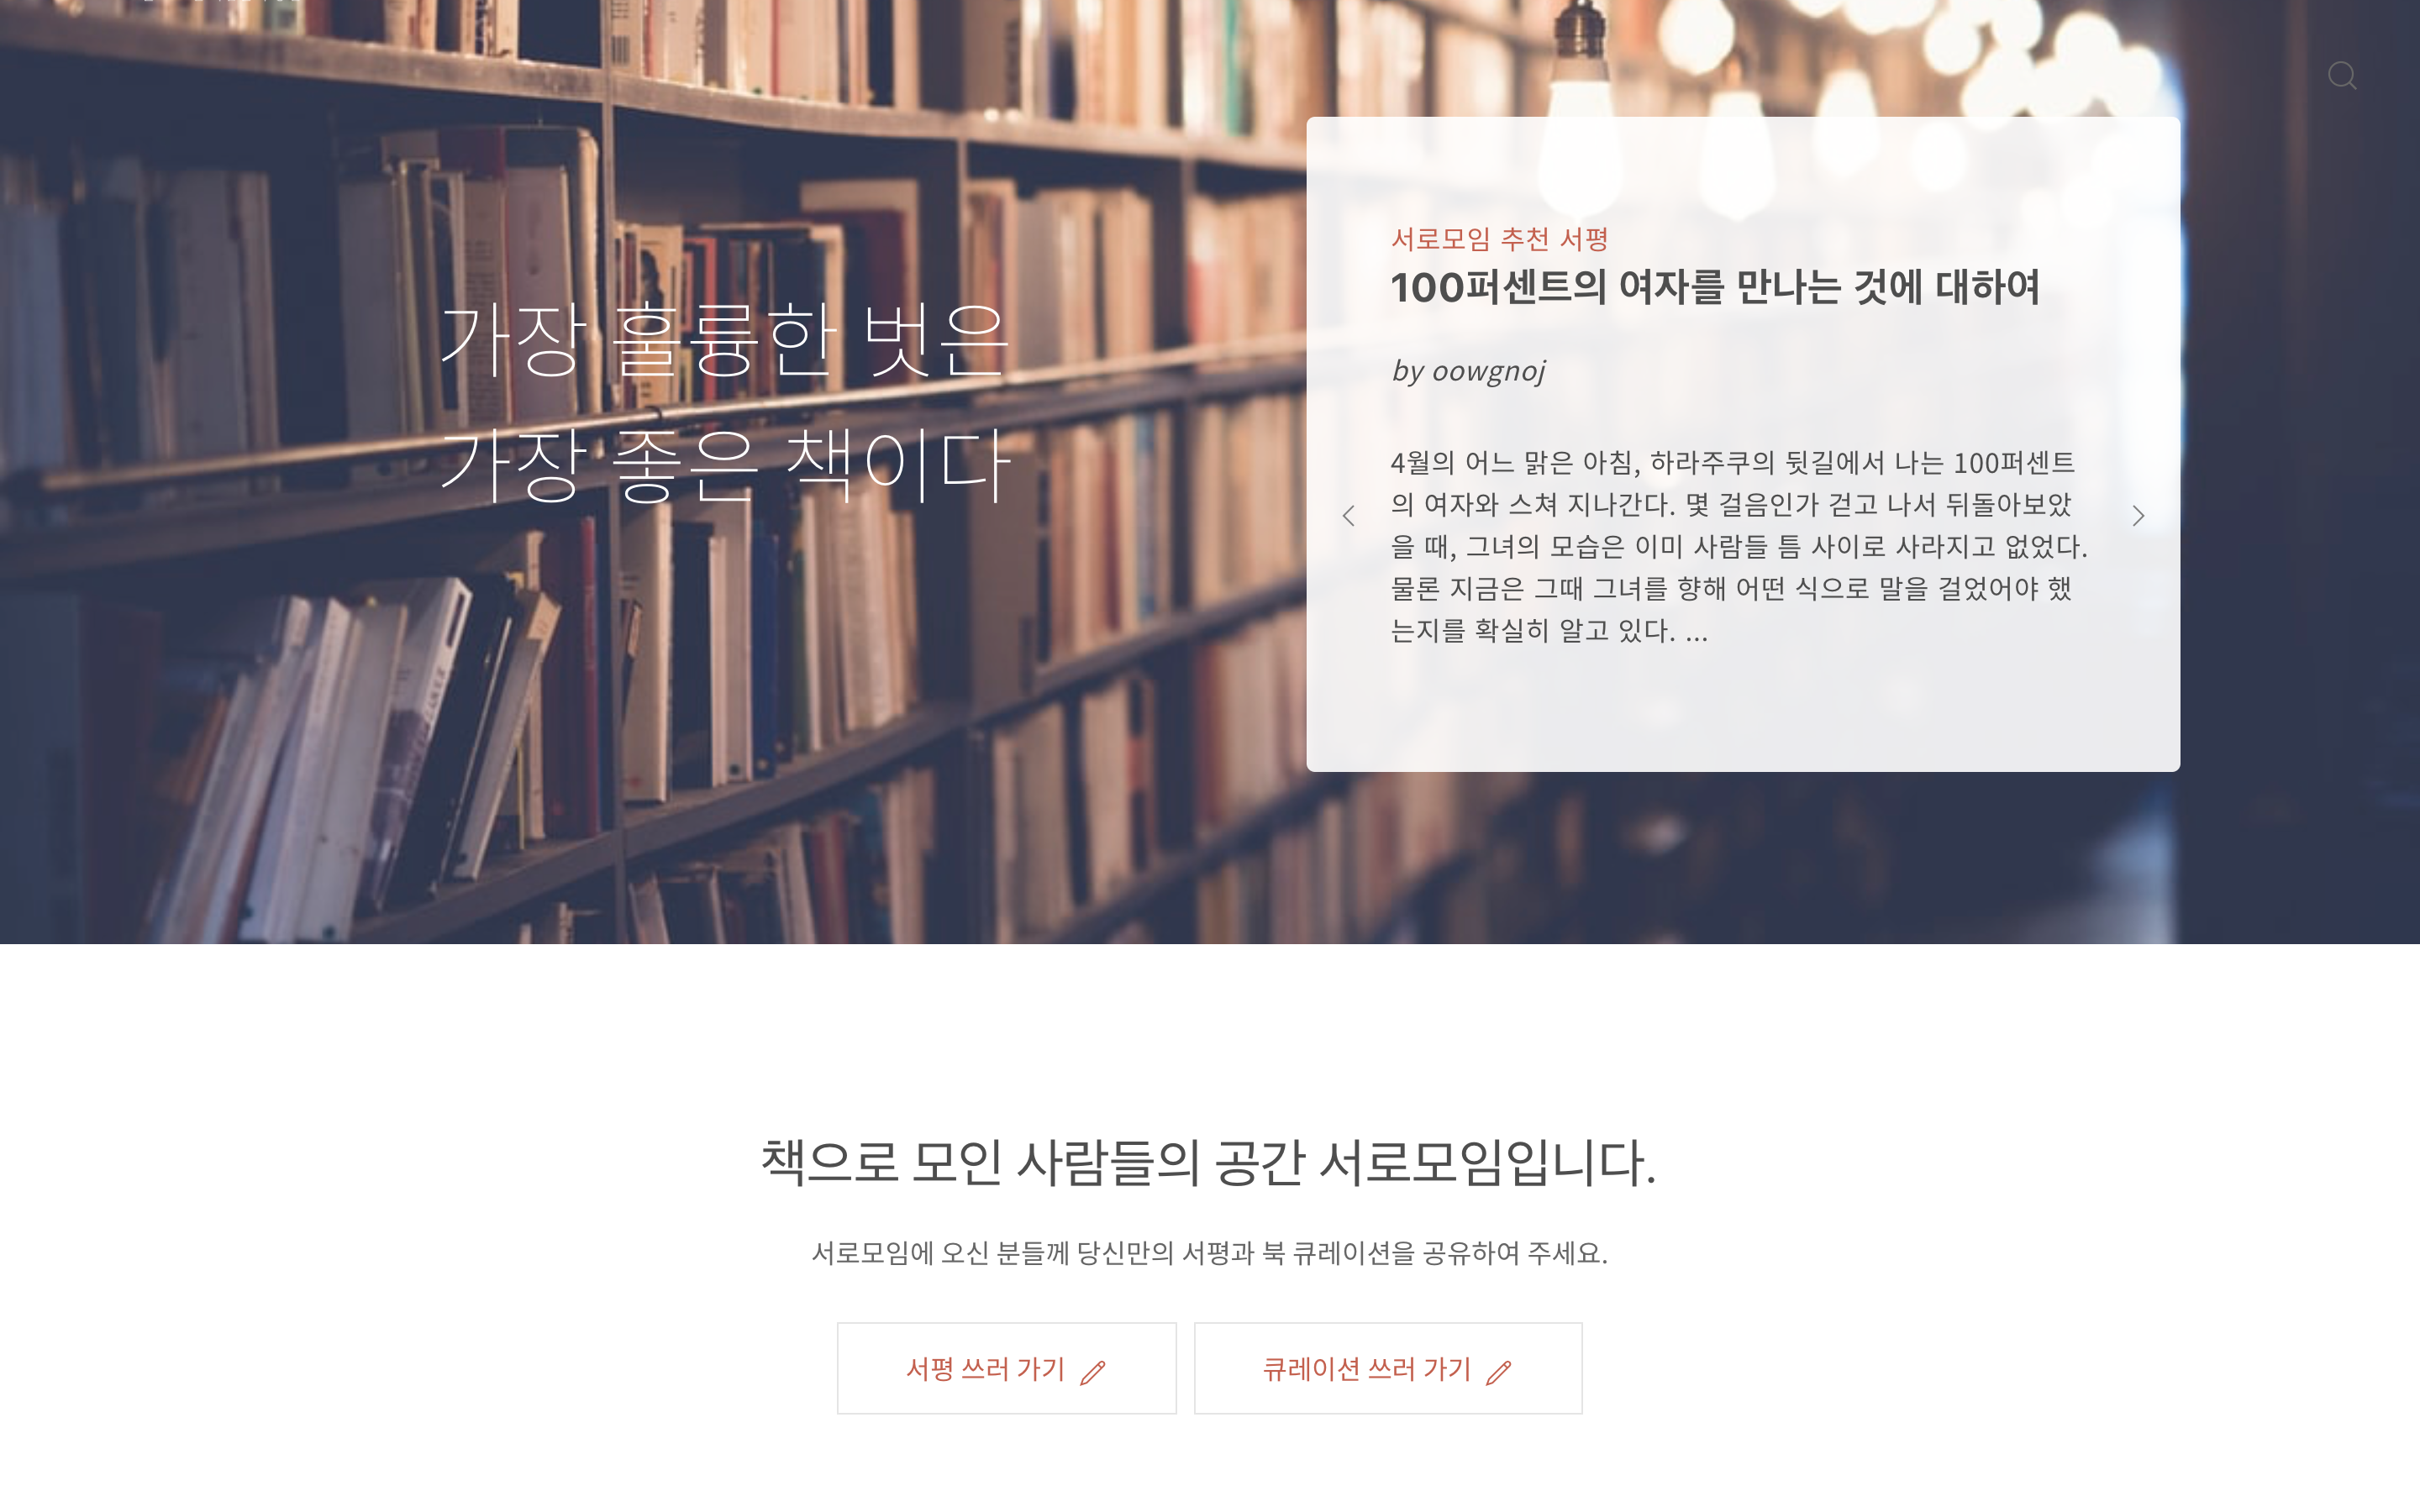 가장 훌륭한 벗은
가장 좋은 책이다
서로모임 추천 서평
100퍼센트의 여자를 만나는 것에 대하여
by oowgnoj
4월의 어느 맑은 아침, 하라주쿠의 뒷길에서 나는 100퍼센트
의 여자와 스쳐 지나간다. 몇 걸음인가 걷고 나서 뒤돌아보았
을 때, 그녀의 모습은 이미 사람들 틈 사이로 사라지고 없었다.
물론 지금은 그때 그녀를 향해 어떤 식으로 말을 걸었어야 했
는지를 확실히 알고 있다. ...
책으로 모인 사람들의 공간 서로모임입니다.
서로모임에 오신 분들께 당신만의 서평과 북 큐레이션을 공유하여 주세요.
서평 쓰러 가기
큐레이션 쓰러 가기